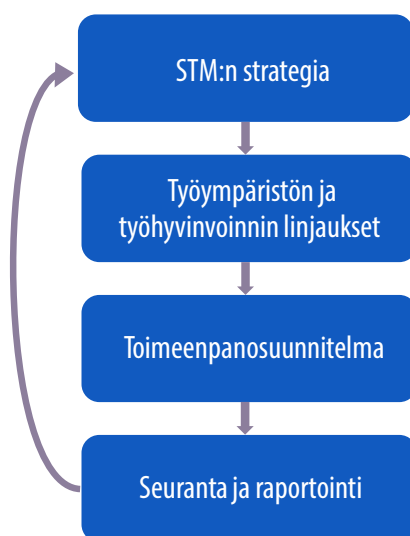 STM:n strategia
Työympäristön ja
työhyvinvoinnin linjaukset
Toimeenpanosuunnitelma
Seuranta ja raportointi